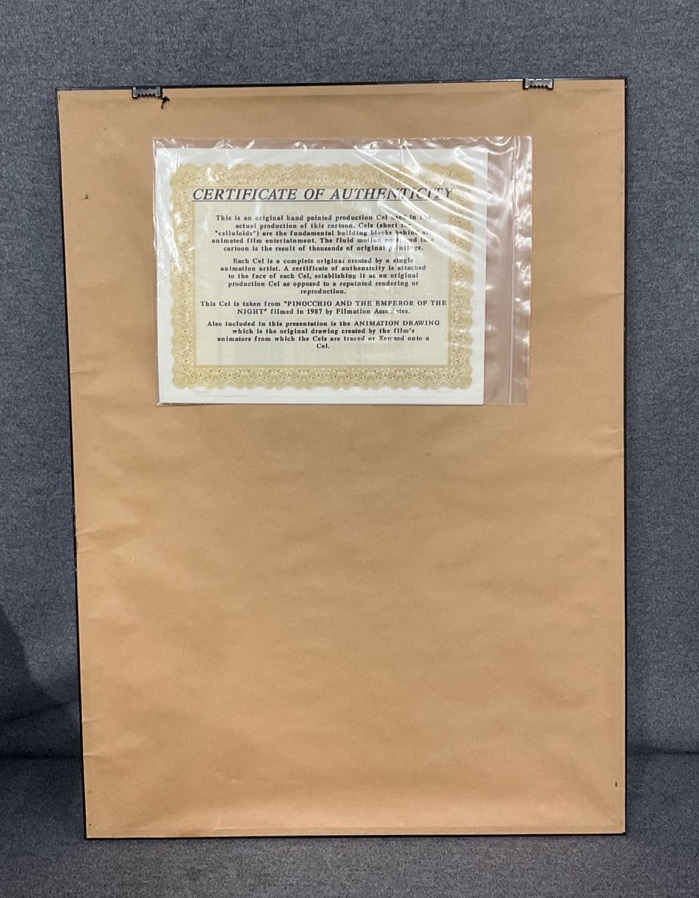 CERTIFICATE OF AUTHENTICITY
This is an original hand painted production Cel used in the
actual production of this cartoon. Cels (short
"celluloids") are the fundamental building blocks behind
animated film entertainment. The fluid motion in a
cartoon is the result of thousands of original paintings.
Each Cel is a complete original created by a single
animation artist. A certificate of authenticity is attached
to the face of each Cel, establishing it as an original
production Cel as opposed to a repainted rendering or
reproduction.
This Cel is taken from "PINOCCHIO AND THE EMPEROR OF THE
NIGHT" filmed in 1987 by Filmation Associates.
Also included in this presentation is the ANIMATION DRAWING
which is the original drawing created by the film's
animators from which the Cels are traced or Xeroxed onto a
Cel.